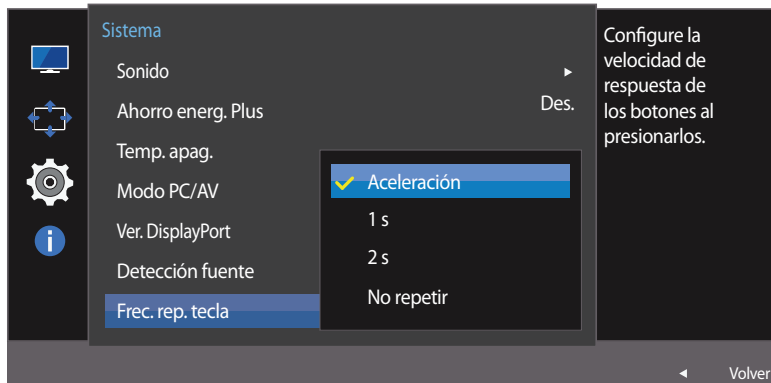 Sistema
Sonido
Ahorro energ. Plus
Des.
Temp. apag.
Modo PC/AV
Ver. DisplayPort
Detección fuente
Frec. rep. tecla
Aceleración
1 s
2 s
No repetir
Configure la
velocidad de
respuesta de
los botones al
presionarlos.
Volver